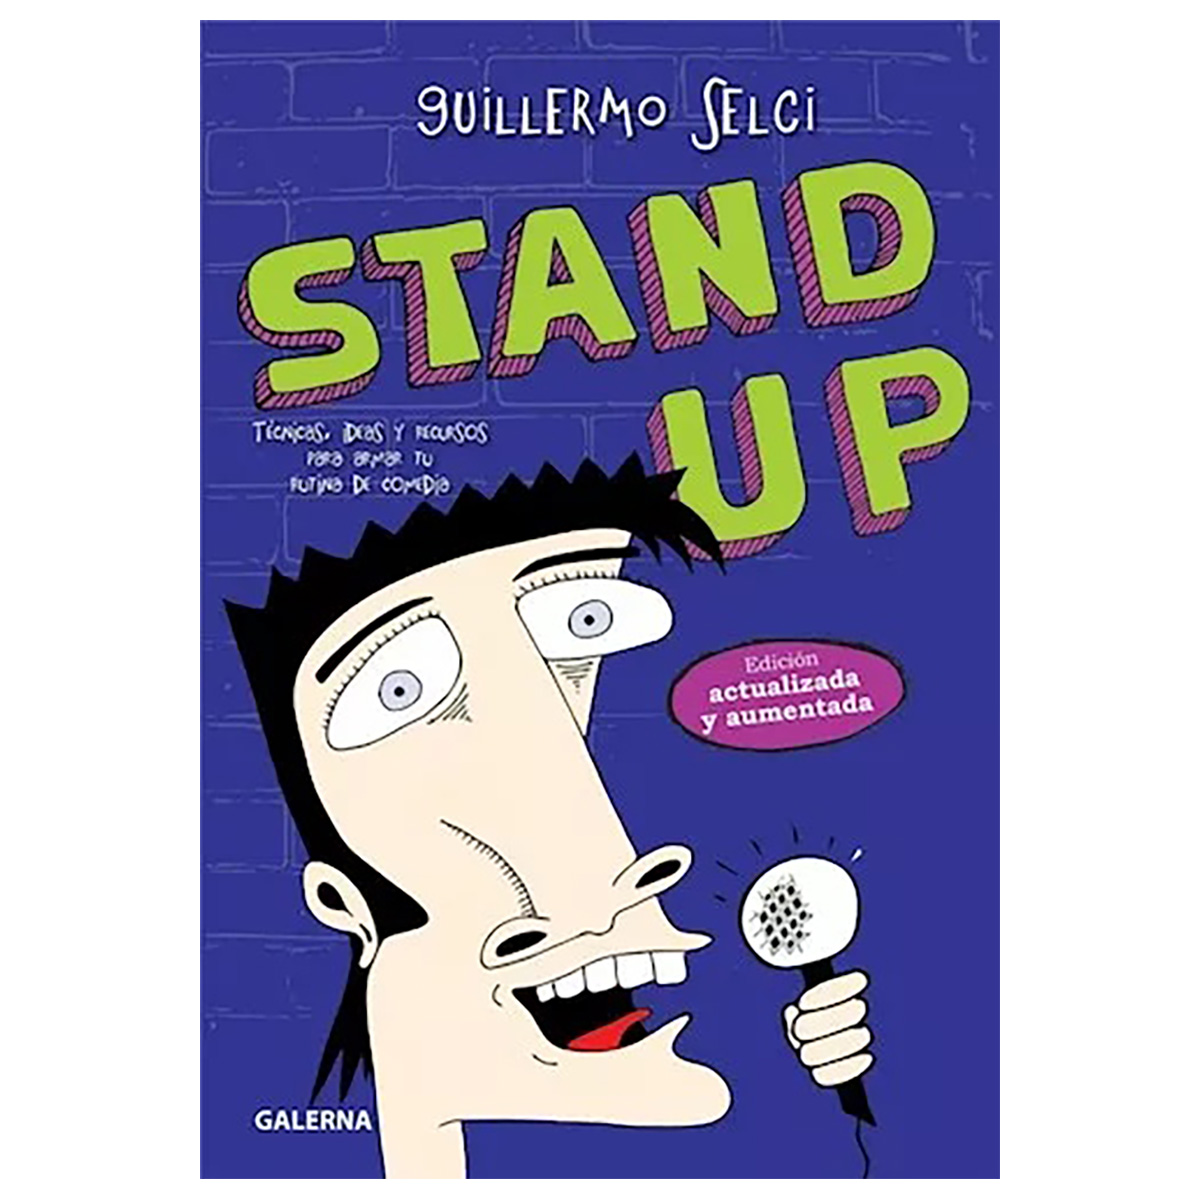 GUILLERMO SELCI
STAND
UP
TÉCNICAS, IDEAS Y RECURSOS
PARA ARMAR TU
RUTINA DE COMEDIA
Edición
actualizada
y aumentada
GALERNA